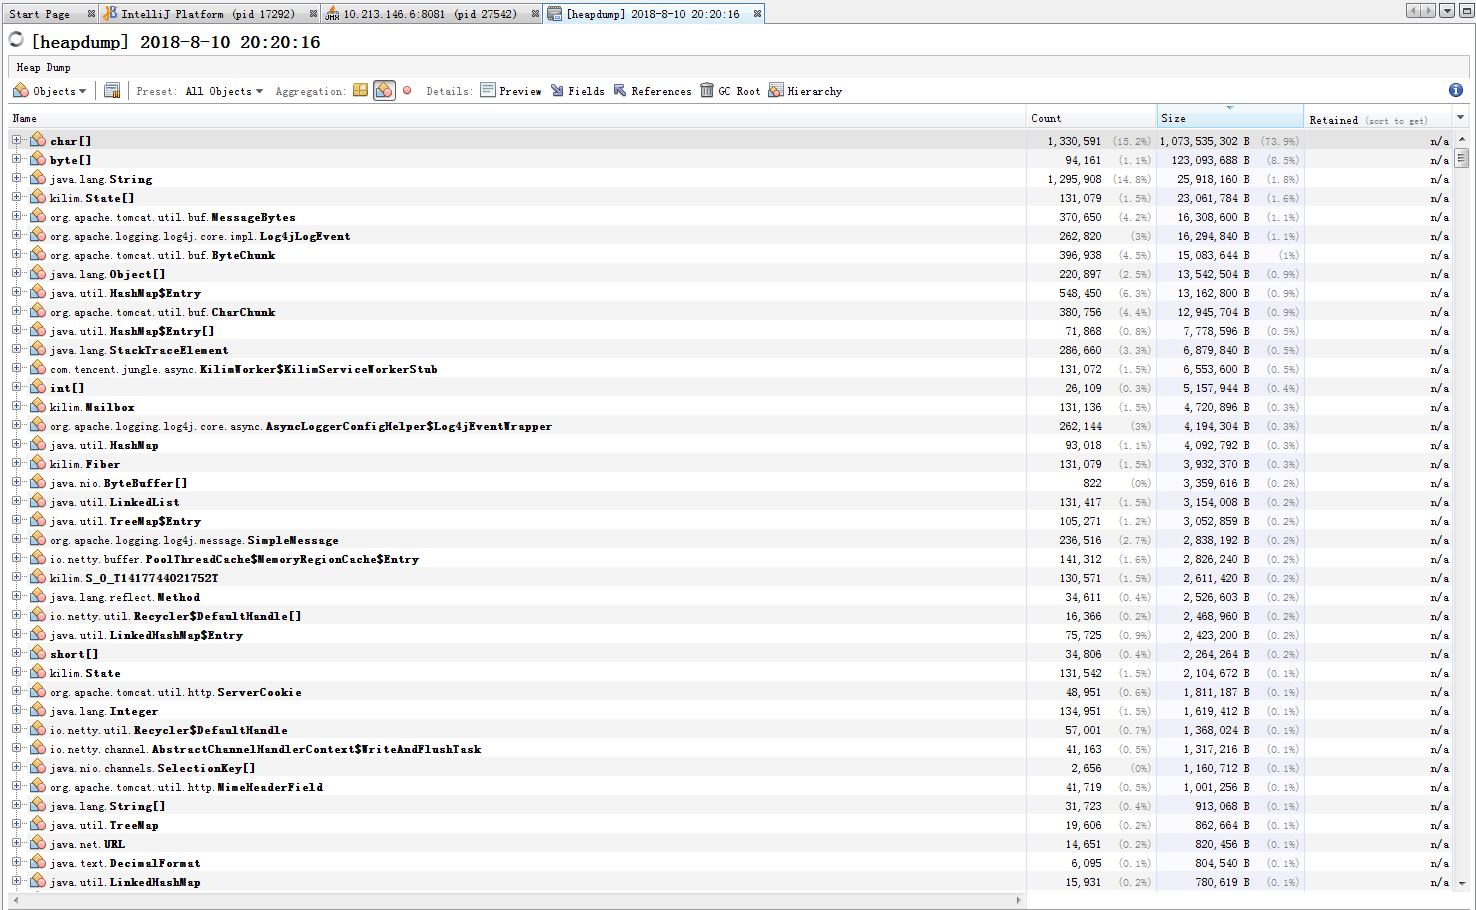 Start Page IntelliJ Platform (pid 17292) 10.213.146.6:8081 (pid 27542) [heapdump] 2018-8-10 20:20:16
[heapdump] 2018-8-10 20:20:16
Heap Dump
Objects Preset: All Objects Aggregation: Details: Preview Fields References GC Root Hierarchy
Name Count Size Retained (sort to get)
char[] 1,330,591 (15.2%) 1,073,535,302 B (73.9%) n/a
byte[] 94,161 (1.1%) 123,093,688 B (8.5%) n/a
java.lang.String 1,295,908 (14.8%) 25,918,160 B (1.8%) n/a
kilim.State[] 131,079 (1.5%) 23,061,784 B (1.6%) n/a
org.apache.tomcat.util.buf.MessageBytes 370,650 (4.2%) 16,308,600 B (1.1%) n/a
org.apache.logging.log4j.core.impl.Log4jLogEvent 262,820 (3%) 16,294,840 B (1.1%) n/a
org.apache.tomcat.util.buf.ByteChunk 396,938 (4.5%) 15,083,644 B (1%) n/a
java.lang.Object[] 220,897 (2.5%) 13,542,504 B (0.9%) n/a
java.util.HashMap$Entry 548,450 (6.3%) 13,162,800 B (0.9%) n/a
org.apache.tomcat.util.buf.CharChunk 380,756 (4.4%) 12,945,704 B (0.9%) n/a
java.util.HashMap$Entry[] 71,868 (0.8%) 7,778,596 B (0.5%) n/a
java.lang.StackTraceElement 286,660 (3.3%) 6,879,840 B (0.5%) n/a
com.tencent.jungle.async.KilimWorker$KilimServiceWorkerStub 131,072 (1.5%) 6,553,600 B (0.5%) n/a
int[] 26,109 (0.3%) 5,157,944 B (0.4%) n/a
kilim.Mailbox 131,136 (1.5%) 4,720,896 B (0.3%) n/a
org.apache.logging.log4j.core.async.AsyncLoggerConfigHelper$Log4jEventWrapper 262,144 (3%) 4,194,304 B (0.3%) n/a
java.util.HashMap 93,018 (1.1%) 4,092,792 B (0.3%) n/a
kilim.Fiber 131,079 (1.5%) 3,932,370 B (0.3%) n/a
java.nio.ByteBuffer[] 822 (0%) 3,359,616 B (0.2%) n/a
java.util.LinkedList 131,417 (1.5%) 3,154,008 B (0.2%) n/a
java.util.TreeMap$Entry 105,271 (1.2%) 3,052,859 B (0.2%) n/a
org.apache.logging.log4j.message.SimpleMessage 236,516 (2.7%) 2,838,192 B (0.2%) n/a
io.netty.buffer.PoolThreadCache$MemoryRegionCache$Entry 141,312 (1.6%) 2,826,240 B (0.2%) n/a
kilim.S_O_T1417744021752T 130,571 (1.5%) 2,611,420 B (0.2%) n/a
java.lang.reflect.Method 34,611 (0.4%) 2,526,603 B (0.2%) n/a
io.netty.util.Recycler$DefaultHandle[] 16,366 (0.2%) 2,468,960 B (0.2%) n/a
java.util.LinkedHashMap$Entry 75,725 (0.9%) 2,423,200 B (0.2%) n/a
short[] 34,806 (0.4%) 2,264,264 B (0.2%) n/a
kilim.State 131,542 (1.5%) 2,104,672 B (0.1%) n/a
org.apache.tomcat.util.http.ServerCookie 48,951 (0.6%) 1,811,187 B (0.1%) n/a
java.lang.Integer 134,951 (1.5%) 1,619,412 B (0.1%) n/a
io.netty.util.Recycler$DefaultHandle 57,001 (0.7%) 1,368,024 B (0.1%) n/a
io.netty.channel.AbstractChannelHandlerContext$WriteAndFlushTask 41,163 (0.5%) 1,317,216 B (0.1%) n/a
java.nio.channels.SelectionKey[] 2,656 (0%) 1,160,712 B (0.1%) n/a
org.apache.tomcat.util.http.MimeHeaderField 41,719 (0.5%) 1,001,256 B (0.1%) n/a
java.lang.String[] 31,723 (0.4%) 913,068 B (0.1%) n/a
java.util.TreeMap 19,606 (0.2%) 862,664 B (0.1%) n/a
java.net.URL 14,651 (0.2%) 820,456 B (0.1%) n/a
java.text.DecimalFormat 6,095 (0.1%) 804,540 B (0.1%) n/a
java.util.LinkedHashMap 15,931 (0.2%) 780,619 B (0.1%) n/a